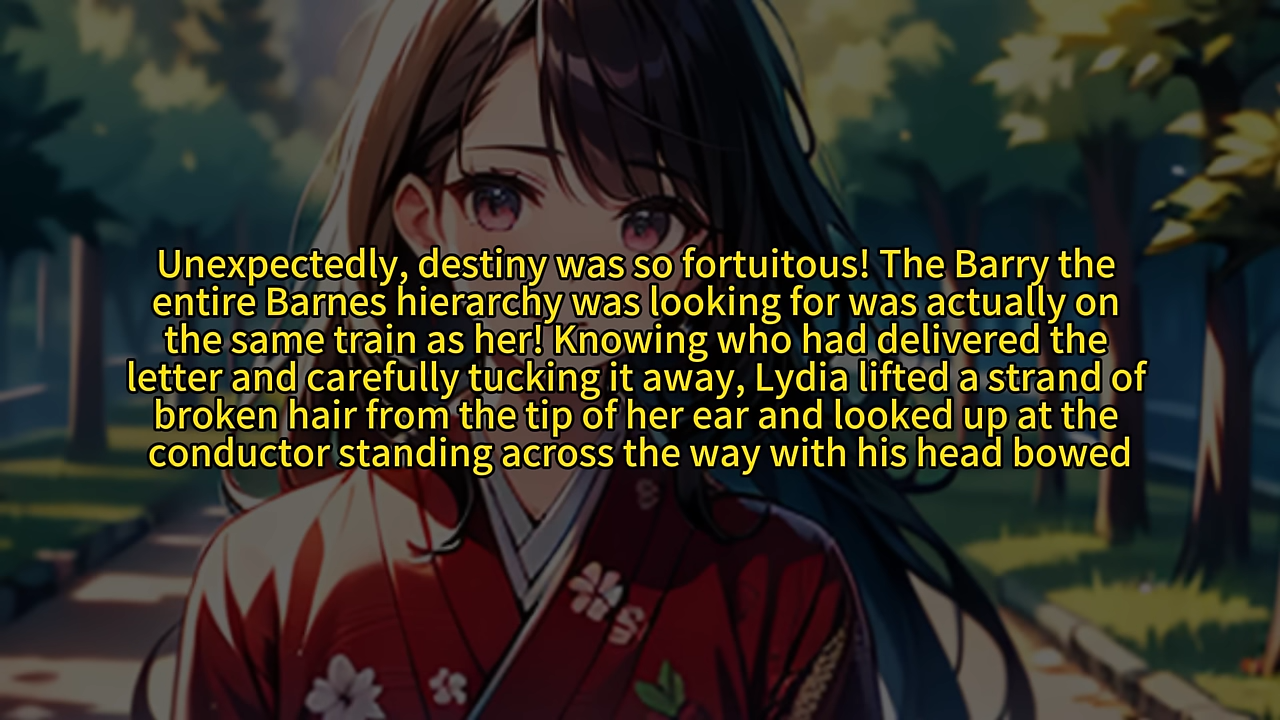 Unexpectedly, destiny was so fortuitous! The Barry the
entire Barnes hierarchy was looking for was actually on
the same train as her! Knowing who had delivered the
letter and carefully tucking it away, Lydia lifted a strand of
broken hair from the tip of her ear and looked up at the
conductor standing across the way with his head bowed